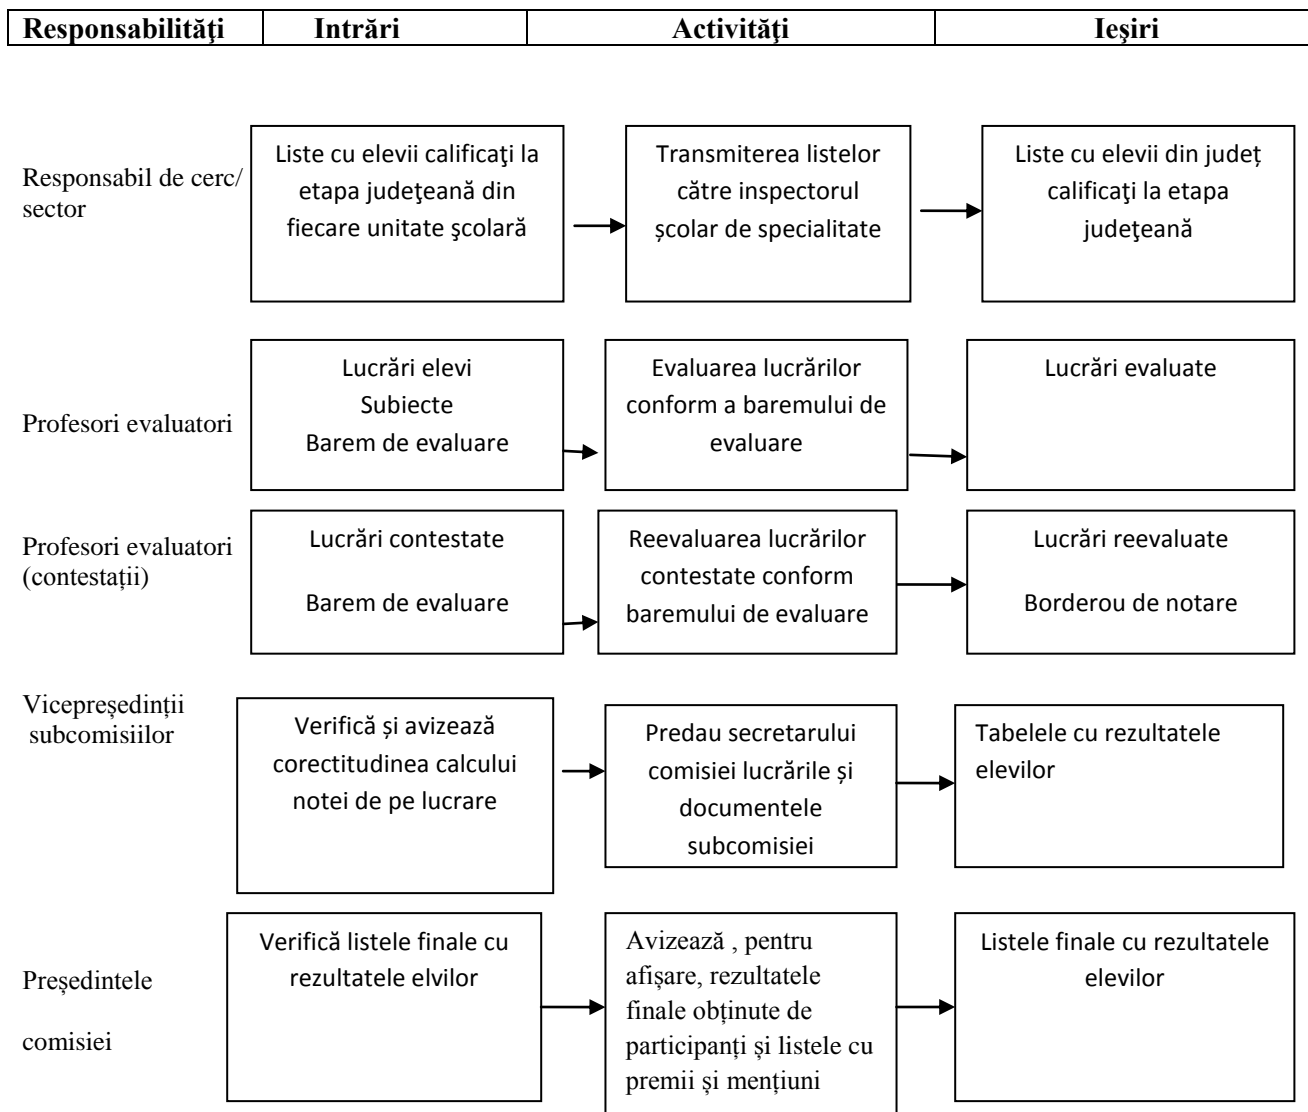 Responsabilităţi
Intrări
Activităţi
Ieşiri
Responsabil de cerc/
sector
Liste cu elevii calificaţi la
etapa judeţeană din
fiecare unitate şcolară
Transmiterea listelor
către inspectorul
școlar de specialitate
Liste cu elevii din județ
calificaţi la etapa
judeţeană
Profesori evaluatori
Lucrări elevi
Subiecte
Barem de evaluare
Evaluarea lucrărilor
conform a baremului de
evaluare
Lucrări evaluate
Profesori evaluatori
(contestații)
Lucrări contestate
Barem de evaluare
Reevaluarea lucrărilor
contestate conform
baremului de evaluare
Lucrări reevaluate
Borderou de notare
Vicepreședinții
subcomisiilor
Verifică și avizează
corectitudinea calcului
notei de pe lucrare
Predau secretarului
comisiei lucrările și
documentele
subcomisiei
Tabelele cu rezultatele
elevilor
Președintele
comisiei
Verifică listele finale cu
rezultatele elvilor
Avizează , pentru
afișare, rezultatele
finale obținute de
participanți și listele cu
premii și mențiuni
Listele finale cu rezultatele
elevilor